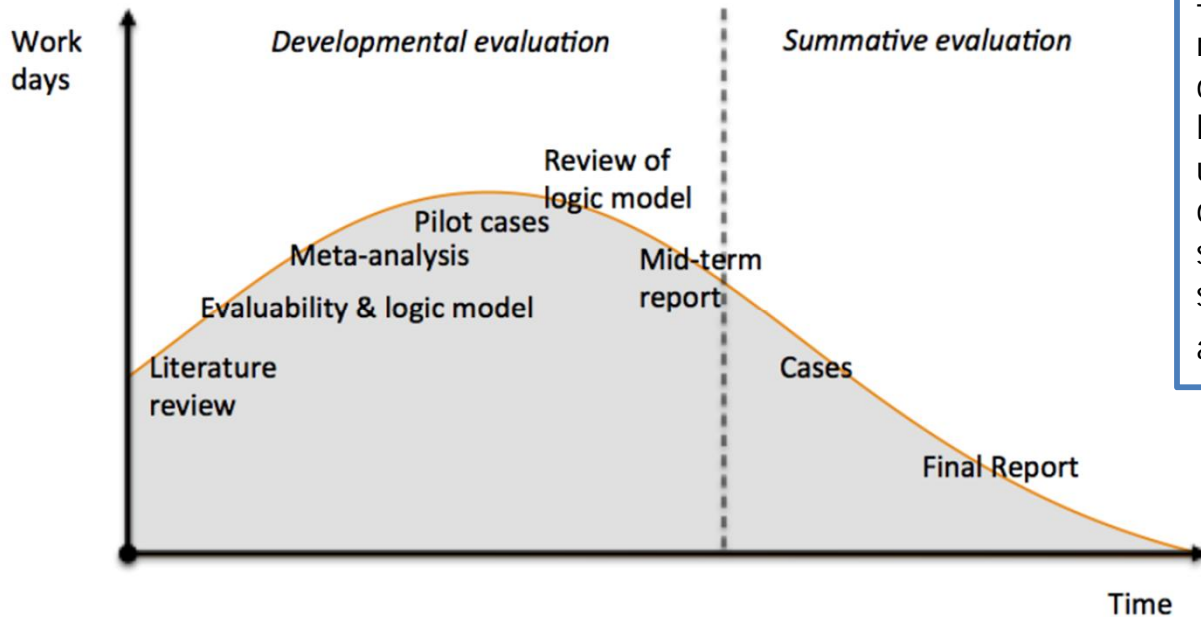 Work
days
Developmental evaluation
Summative evaluation
Review of
logic model
Pilot cases
Meta-analysis
Mid-term
report
Evaluability & logic model
Literature
review
Cases
Final Report
Time